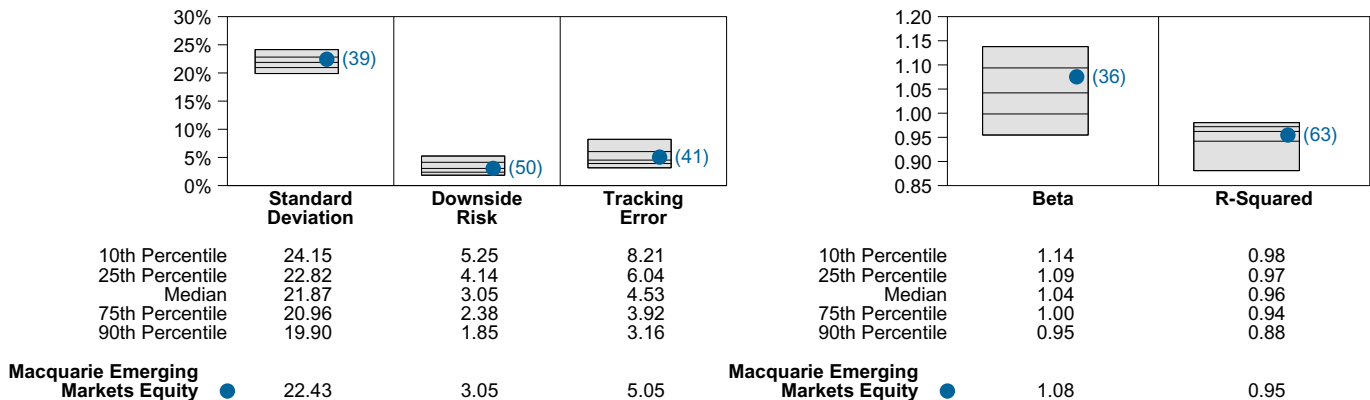 30%
25%
20%
15%
10%
5%
0%
(39)
(50)
(41)
Standard Deviation
Downside Risk
Tracking Error
10th Percentile 24.15 5.25 8.21
25th Percentile 22.82 4.14 6.04
Median 21.87 3.05 4.53
75th Percentile 20.96 2.38 3.92
90th Percentile 19.90 1.85 3.16
Macquarie Emerging
Markets Equity 22.43 3.05 5.05
1.20
1.15
1.10
1.05
1.00
0.95
0.90
0.85
(36)
(63)
Beta R-Squared
10th Percentile 1.14 0.98
25th Percentile 1.09 0.97
Median 1.04 0.96
75th Percentile 1.00 0.94
90th Percentile 0.95 0.88
Macquarie Emerging
Markets Equity 1.08 0.95